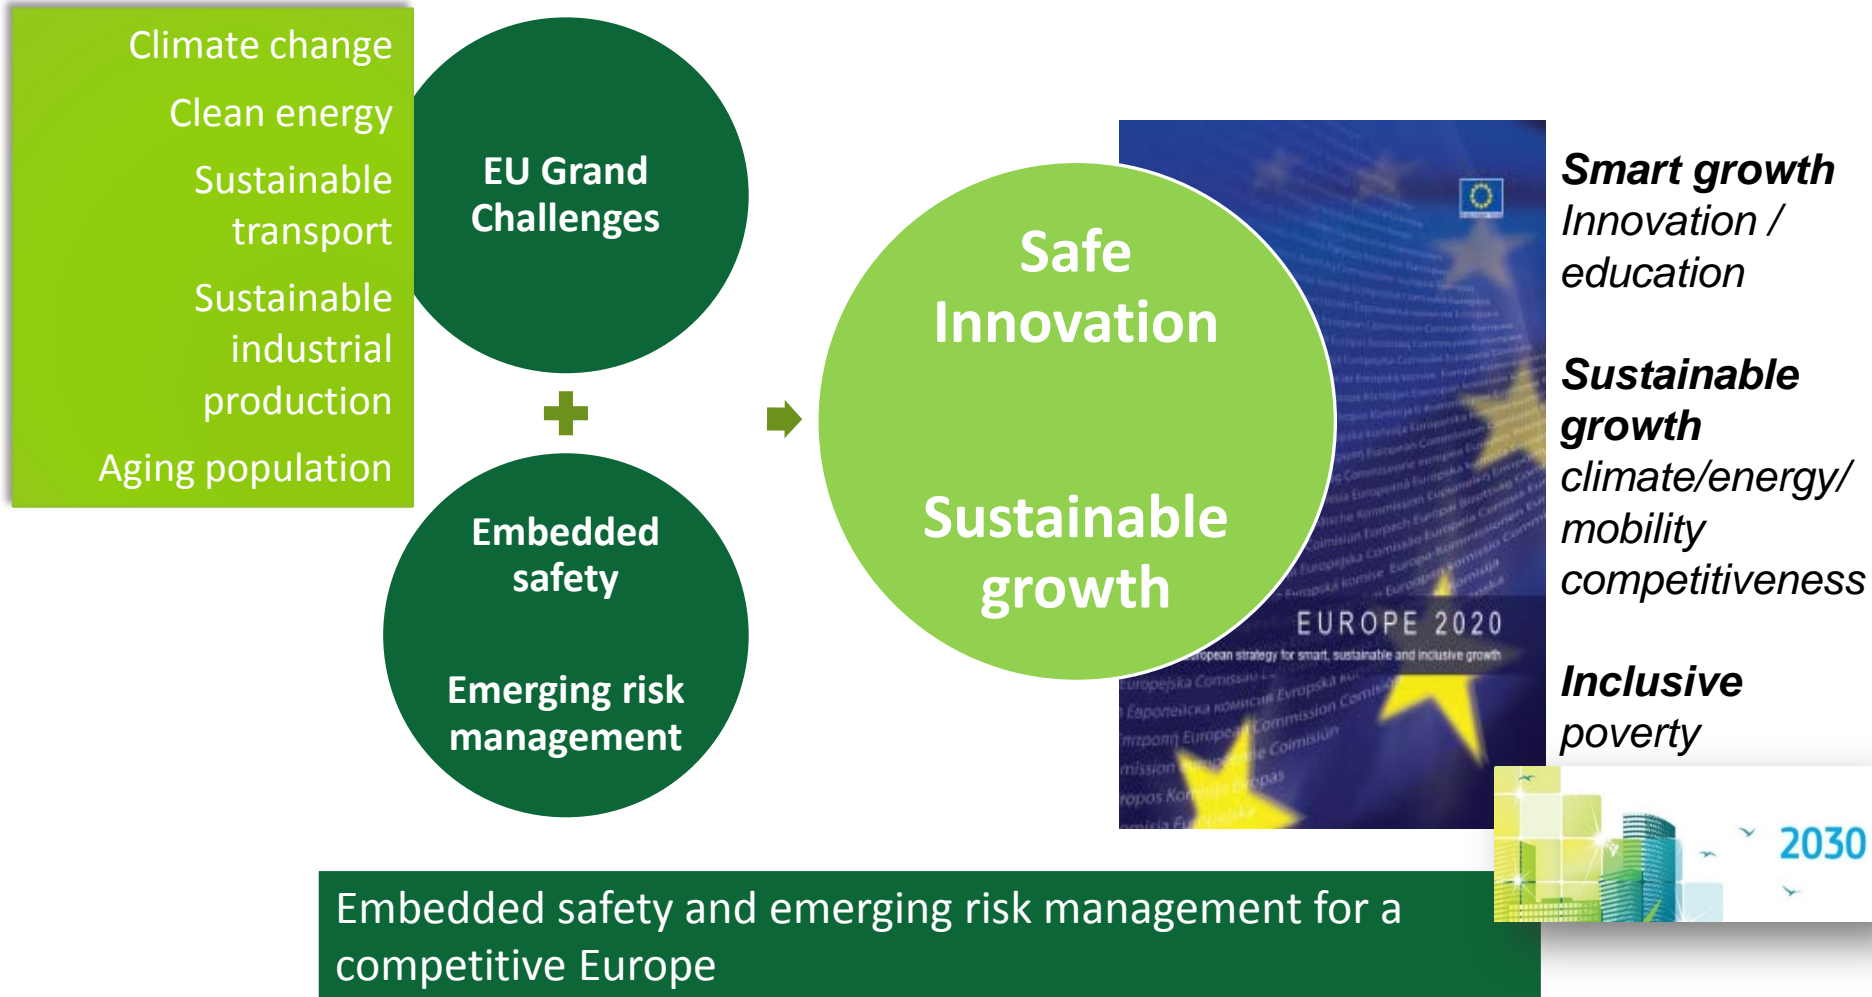 Climate change
Clean energy
Sustainable
transport
Sustainable
industrial
production
Aging population
EU Grand
Challenges
Embedded
safety
Emerging risk
management
Safe
Innovation
Sustainable
growth
EUROPE 2020
European strategy for smart, sustainable and inclusive growth
Smart growth
Innovation /
education
Sustainable
growth
climate/energy/
mobility
competitiveness
Inclusive
poverty
2030
Embedded safety and emerging risk management for a
competitive Europe